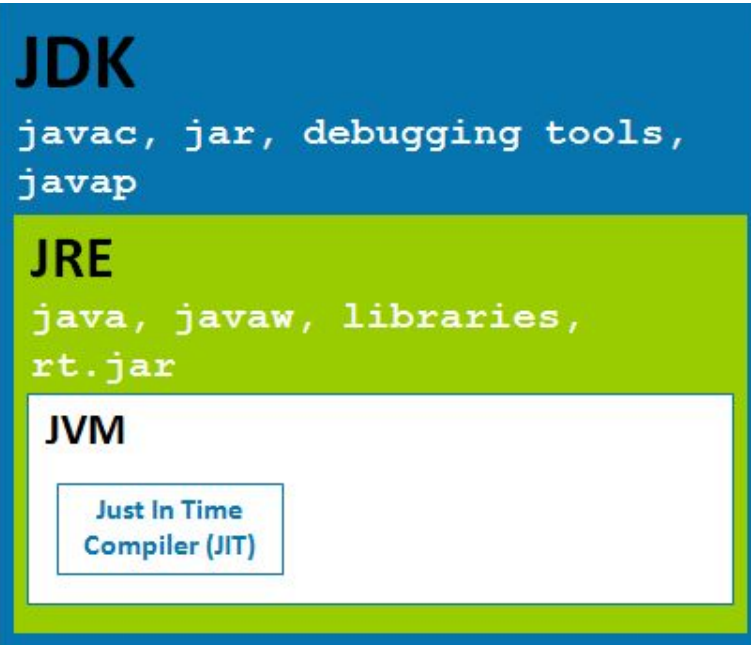 JDK
javac, jar, debugging tools,
javap
JRE
java, javaw, libraries,
rt.jar
JVM
Just In Time
Compiler (JIT)